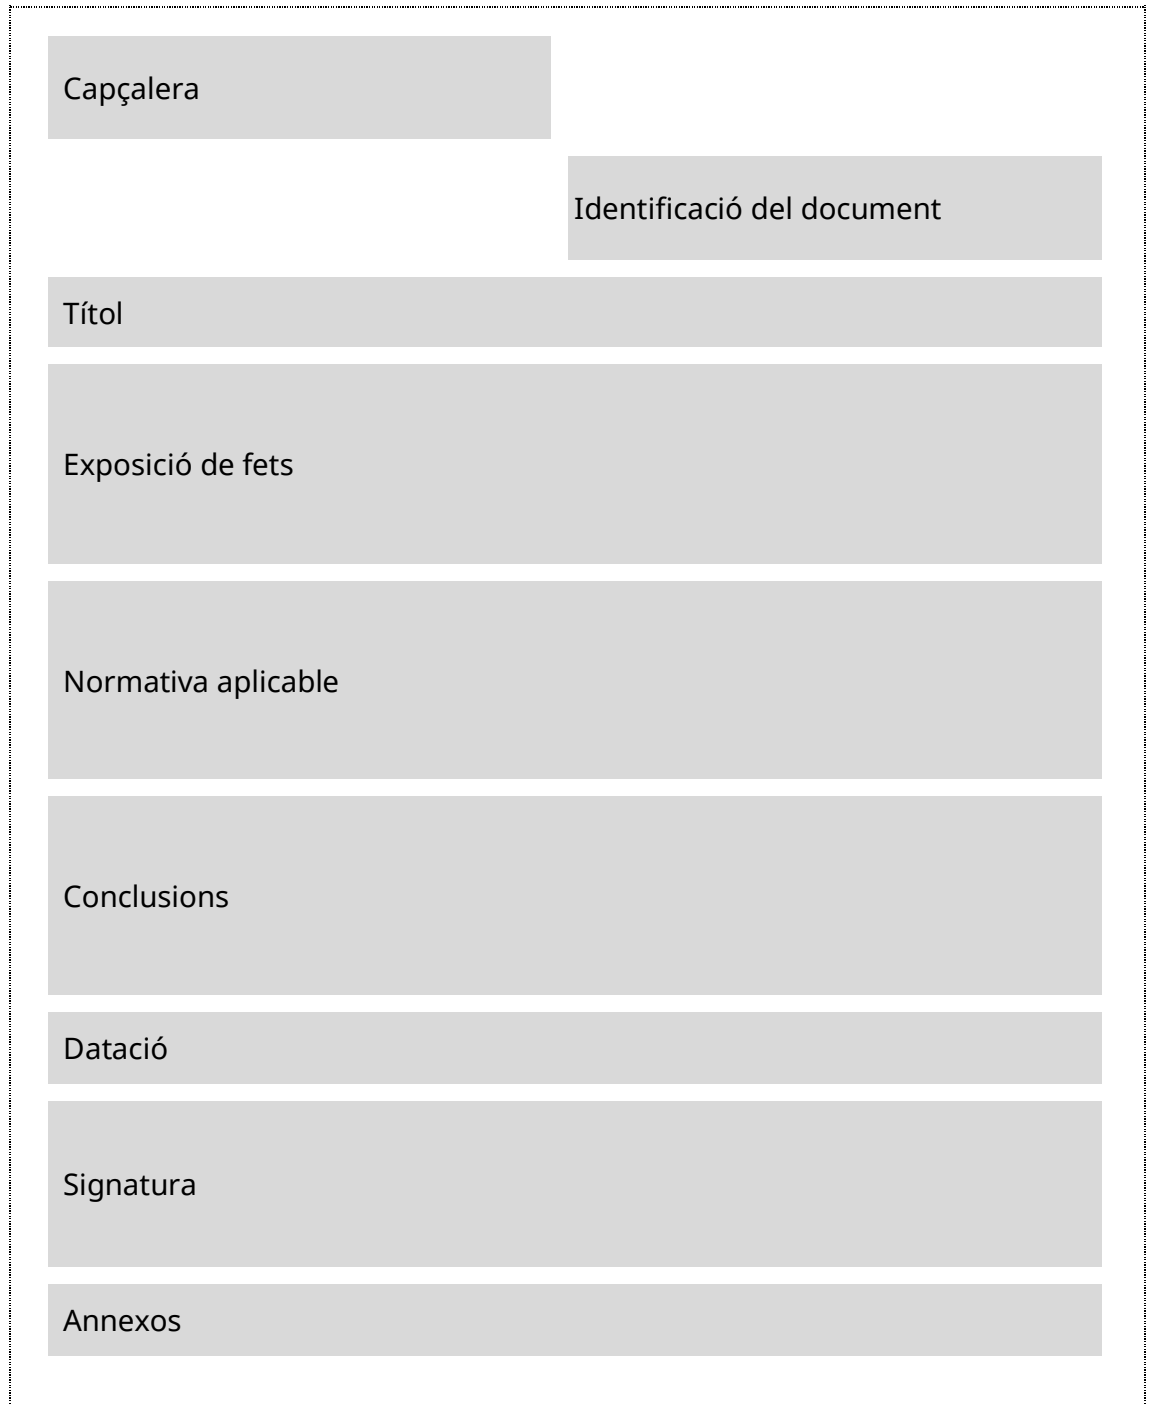 Capçalera
Identificació del document
Títol
Exposició de fets
Normativa aplicable
Conclusions
Datació
Signatura
Annexos